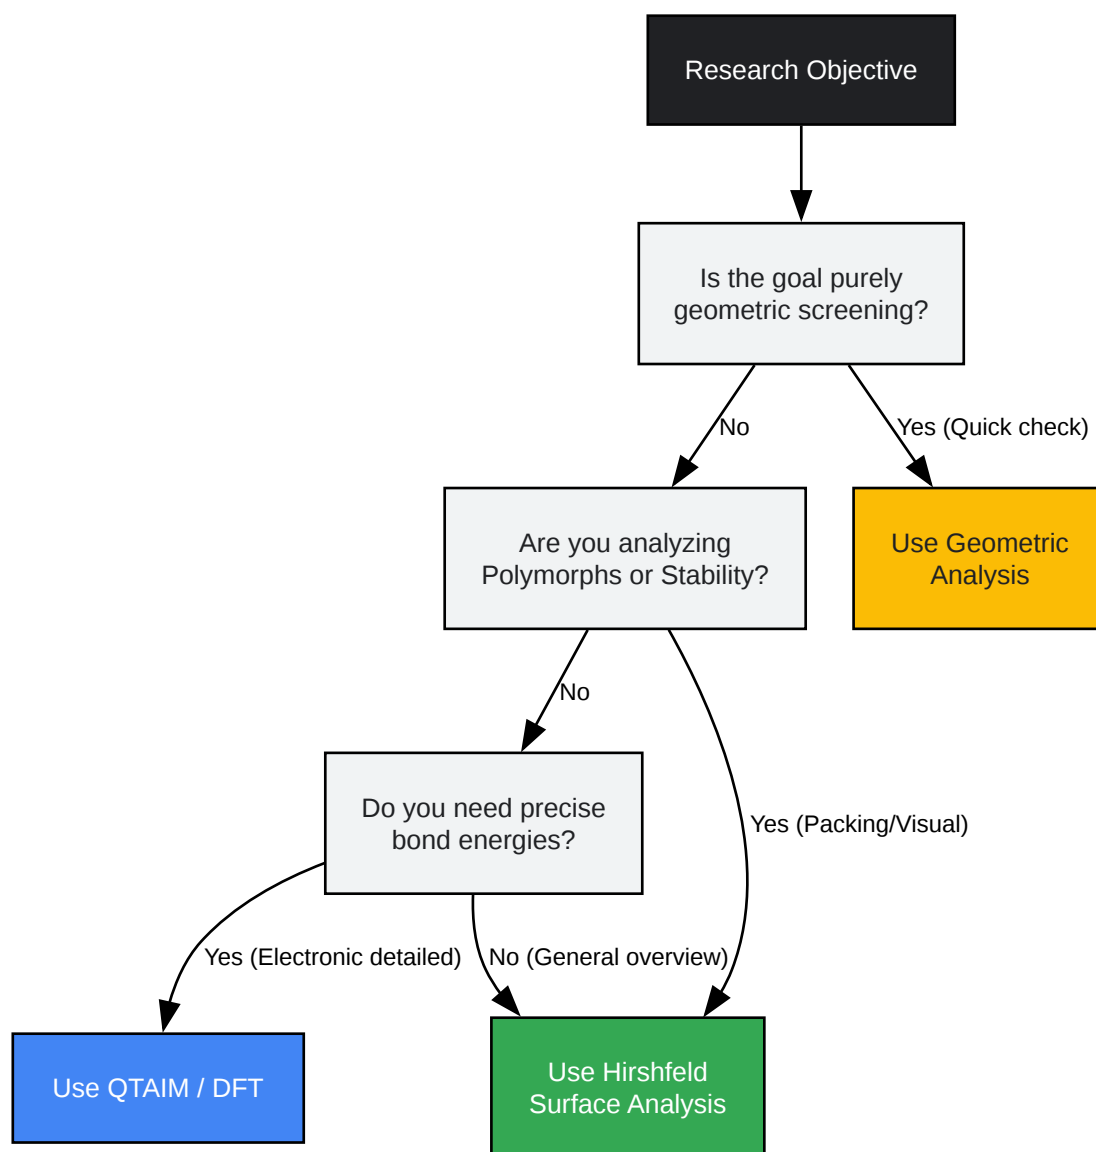 Research Objective
Is the goal purely
geometric screening?
No
Yes (Quick check)
Are you analyzing
Polymorphs or Stability?
Use Geometric
Analysis
No
Do you need precise
bond energies?
Yes (Packing/Visual)
Yes (Electronic detailed)
No (General overview)
Use QTAIM / DFT
Use Hirshfeld
Surface Analysis